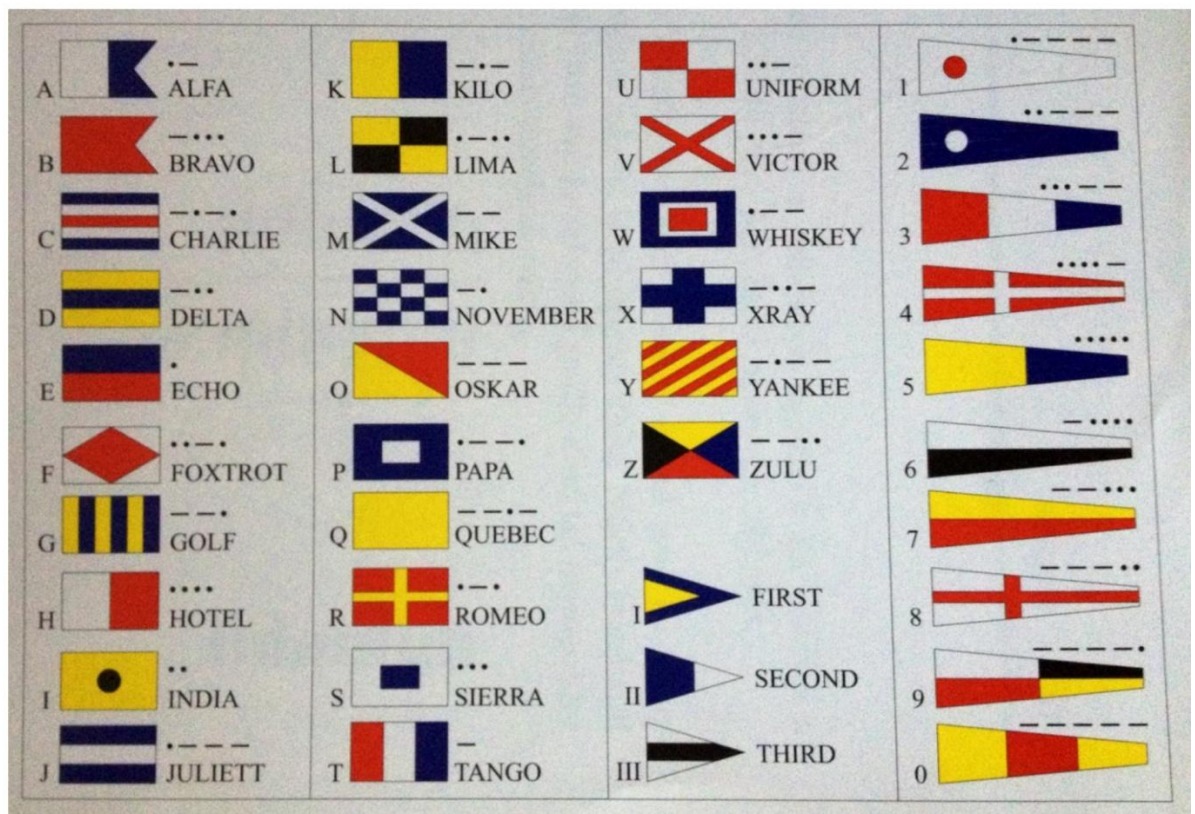 A ALFA
B BRAVO
C CHARLIE
D DELTA
E ECHO
F FOXTROT
G GOLF
H HOTEL
I INDIA
J JULIETT
K KILO
L LIMA
M MIKE
N NOVEMBER
O OSKAR
P PAPA
Q QUEBEC
R ROMEO
S SIERRA
T TANGO
U UNIFORM
V VICTOR
W WHISKEY
X XRAY
Y YANKEE
Z ZULU
I FIRST
II SECOND
III THIRD
1
2
3
4
5
6
7
8
9
0